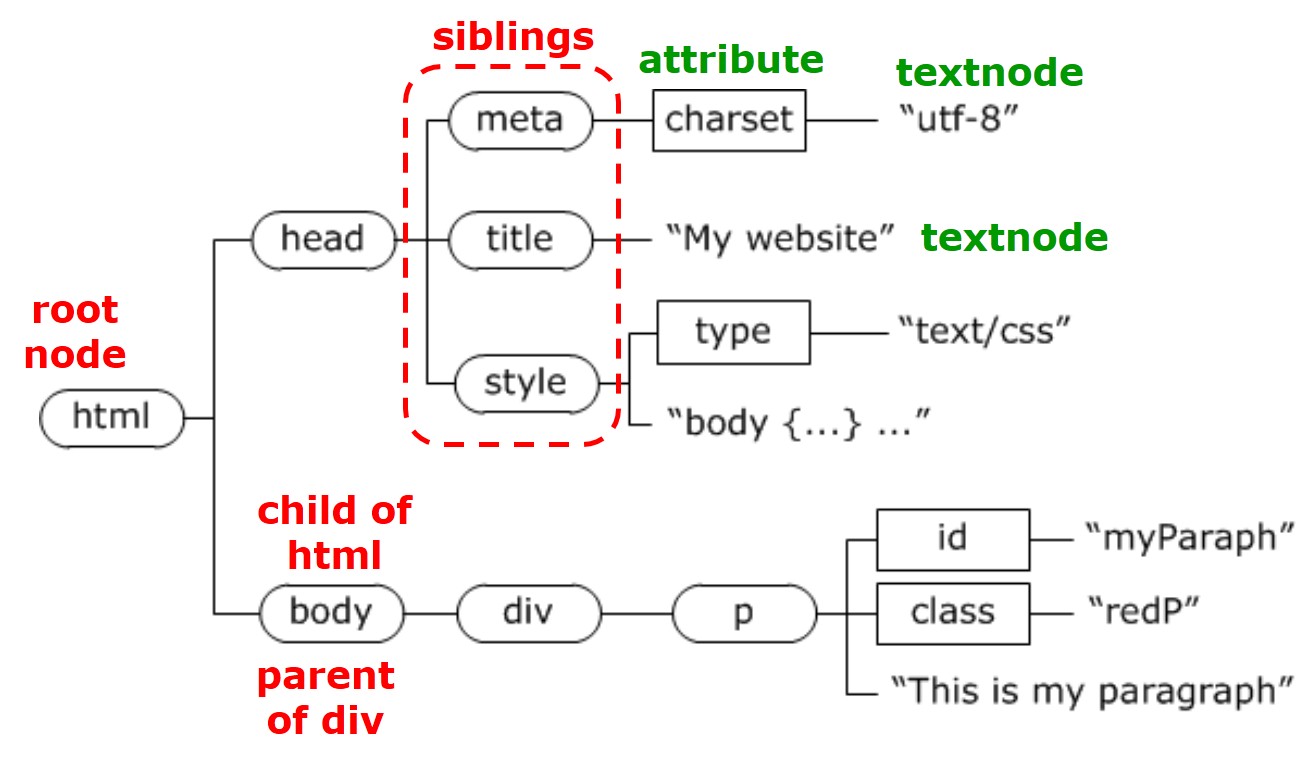 siblings
attribute
textnode
meta
charset
“utf-8”
head
title
“My website”
textnode
root
node
type
“text/css”
style
html
“body {...} ...”
child of
html
id
“myParaph”
body
div
p
class
“redP”
parent
of div
“This is my paragraph”